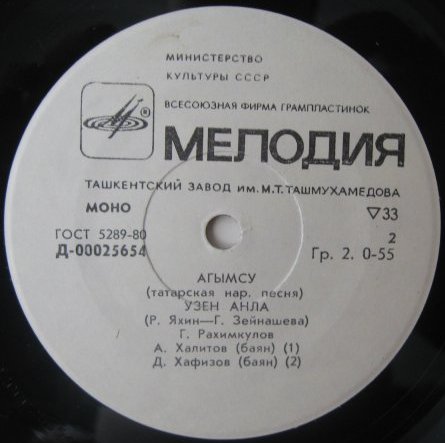 МИНИСТЕРСТВО
КУЛЬТУРЫ СССР
ВСЕСОЮЗНАЯ ФИРМА ГРАМПЛАСТИНОК
®
МЕЛОДИЯ
ТАШКЕНТСКИЙ ЗАВОД ИМ. М.Т. ТАШМУХАМЕДОВА
МОНО
▽33
ГОСТ 5289-80
2
Д-00025654
Гр. 2. 0-55
АГЫМСУ
(татарская нар. песня)
УЗЕН АНЛА
(Р. Яхин—Г. Зейнашева)
Г. Рахимкулов
А. Халитов (баян) (1)
Д. Хафизов (баян) (2)